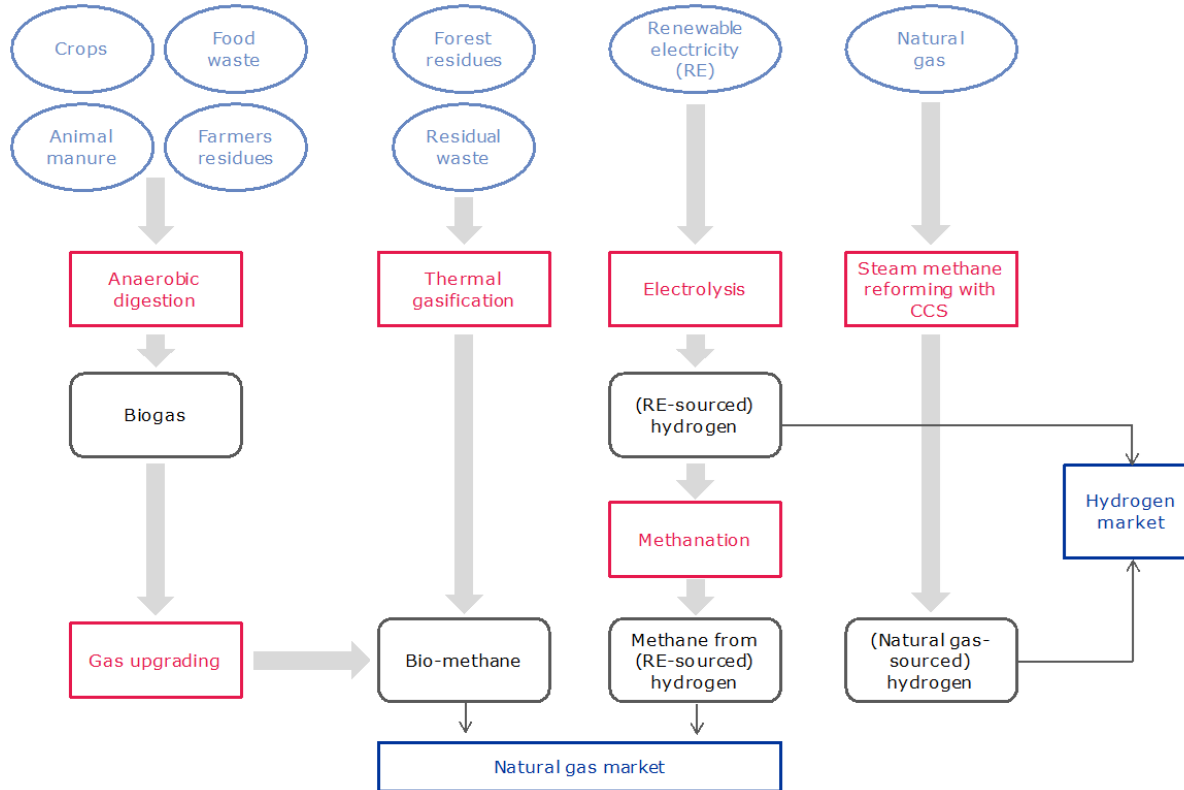 Crops
Food
waste
Forest
residues
Renewable
electricity
(RE)
Natural
gas
Animal
manure
Farmers
residues
Residual
waste
Anaerobic
digestion
Thermal
gasification
Electrolysis
Steam methane
reforming with
CCS
Biogas
(RE-sourced)
hydrogen
Hydrogen
market
Methanation
Gas upgrading
Bio-methane
Methane from
(RE-sourced)
hydrogen
(Natural gas-
sourced)
hydrogen
Natural gas market